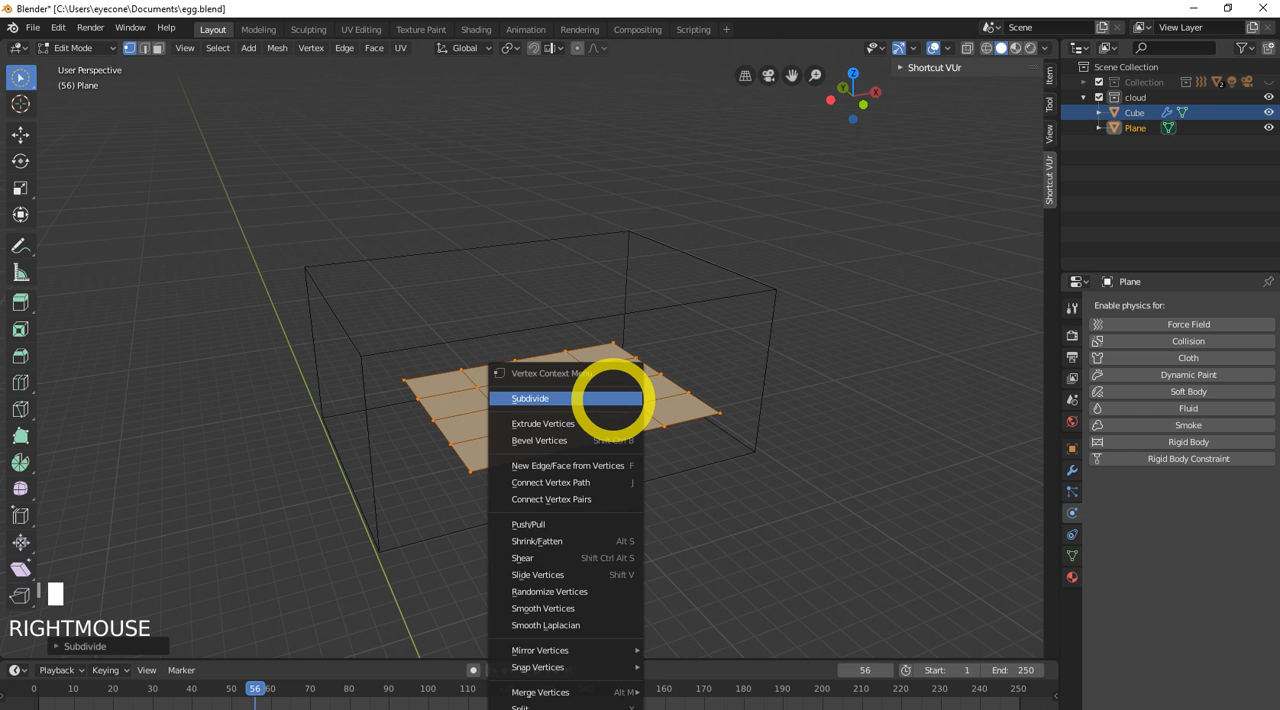 Blender* [C:\Users\eyecone\Documents\egg.blend]
File Edit Render Window Help Layout Modeling Sculpting UV Editing Texture Paint Shading Animation Rendering Compositing Scripting + Scene View Layer
Edit Mode View Select Add Mesh Vertex Edge Face UV Global
User Perspective
(56) Plane
Shortcut VUr
Z
Y
X
Item
Tool
View
Shortcut VUr
Scene Collection
Collection 2
cloud
Cube
Plane
Plane
Enable physics for:
Force Field
Collision
Cloth
Dynamic Paint
Soft Body
Fluid
Smoke
Rigid Body
Rigid Body Constraint
Vertex Context Menu
Subdivide
Extrude Vertices
Bevel Vertices Shift Ctrl B
New Edge/Face from Vertices F
Connect Vertex Path J
Connect Vertex Pairs
Push/Pull
Shrink/Fatten Alt S
Shear Shift Ctrl Alt S
Slide Vertices Shift V
Randomize Vertices
Smooth Vertices
Smooth Laplacian
Mirror Vertices
Snap Vertices
Merge Vertices Alt M
Split Y
RIGHTMOUSE
Subdivide
Playback Keying View Marker 56 Start: 1 End: 250
0 10 20 30 40 50 56 60 70 80 90 100 110 160 170 180 190 200 210 220 230 240 250